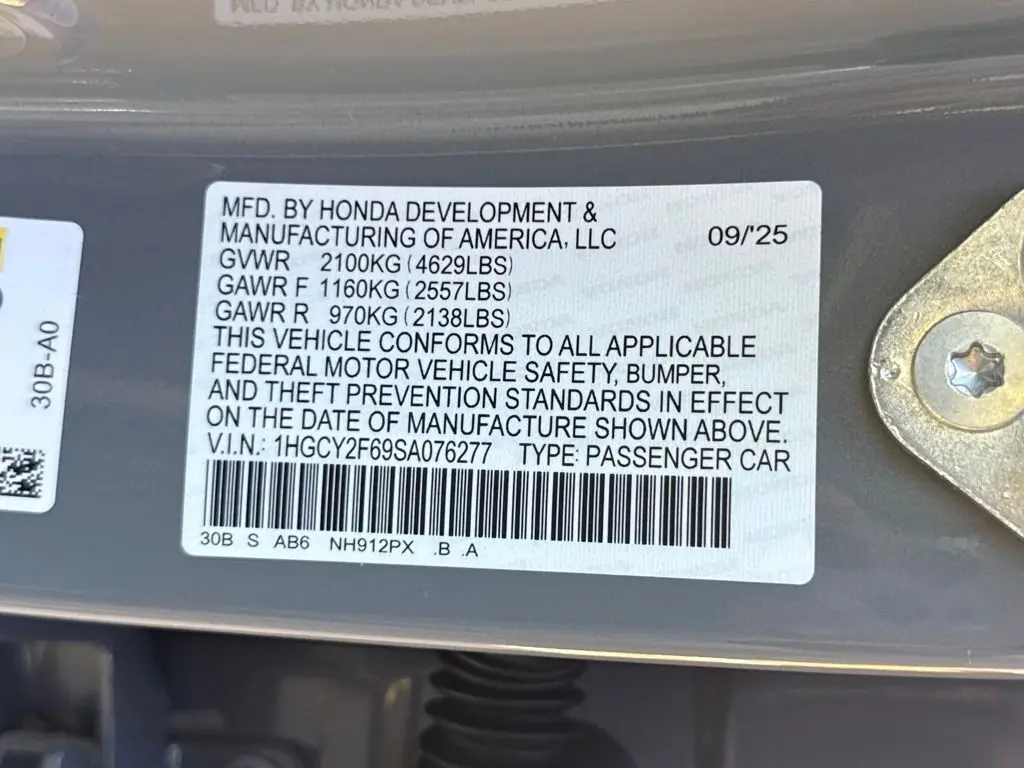 MFD. BY HONDA DEVELOPMENT &
MANUFACTURING OF AMERICA, LLC 09/'25
GVWR 2100KG (4629LBS)
GAWR F 1160KG (2557LBS)
GAWR R 970KG (2138LBS)
THIS VEHICLE CONFORMS TO ALL APPLICABLE
FEDERAL MOTOR VEHICLE SAFETY, BUMPER,
AND THEFT PREVENTION STANDARDS IN EFFECT
ON THE DATE OF MANUFACTURE SHOWN ABOVE.
V.I.N.: 1HGCY2F69SA076277 TYPE: PASSENGER CAR
30B S AB6 NH912PX .B .A
30B-A0